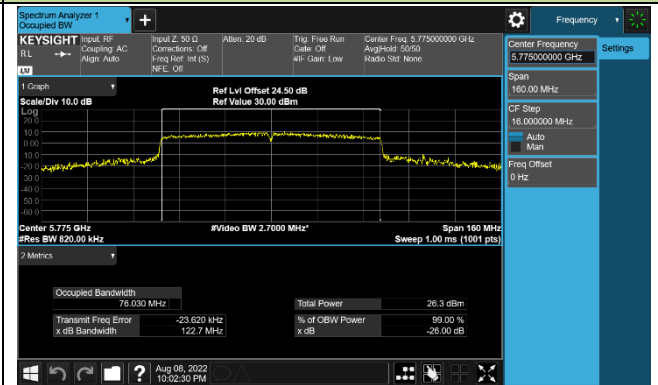 Spectrum Analyzer 1
Occupied BW
+
Frequency
KEYSIGHT
RL
LXI
Input: RF
Coupling: AC
Align: Auto
Input Z: 50 Ω
Corrections: Off
Freq Ref: Int (S)
NFE: Off
Atten: 20 dB
Trig: Free Run
Gate: Off
#IF Gain: Low
Center Freq: 5.775000000 GHz
Avg|Hold: 50/50
Radio Std: None
Center Frequency
5.775000000 GHz
Settings
Span
160.00 MHz
CF Step
16.000000 MHz
Auto
Man
Freq Offset
0 Hz
1 Graph
Scale/Div 10.0 dB
Ref Lvl Offset 24.50 dB
Ref Value 30.00 dBm
Log
20.0
10.0
0.00
-10.0
-20.0
-30.0
-40.0
-50.0
-60.0
Center 5.775 GHz
#Video BW 2.7000 MHz*
Span 160 MHz
#Res BW 820.00 kHz
Sweep 1.00 ms (1001 pts)
2 Metrics
Occupied Bandwidth
76.030 MHz
Total Power
26.3 dBm
Transmit Freq Error
-23.620 kHz
% of OBW Power
99.00 %
x dB Bandwidth
122.7 MHz
x dB
-26.00 dB
?
Aug 08, 2022
10:02:30 PM